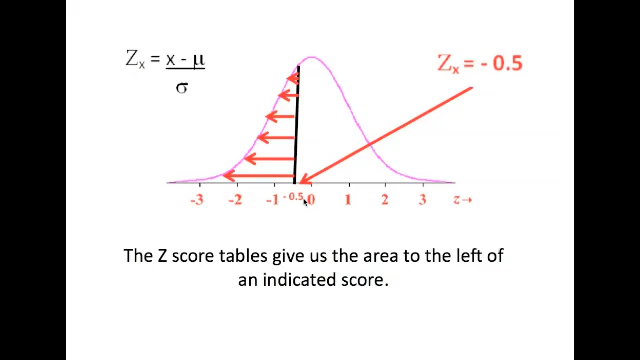 Zx = x - μ
σ
Zx = - 0.5
-3 -2 -1 - 0.5 0 1 2 3 z→
The Z score tables give us the area to the left of
an indicated score.